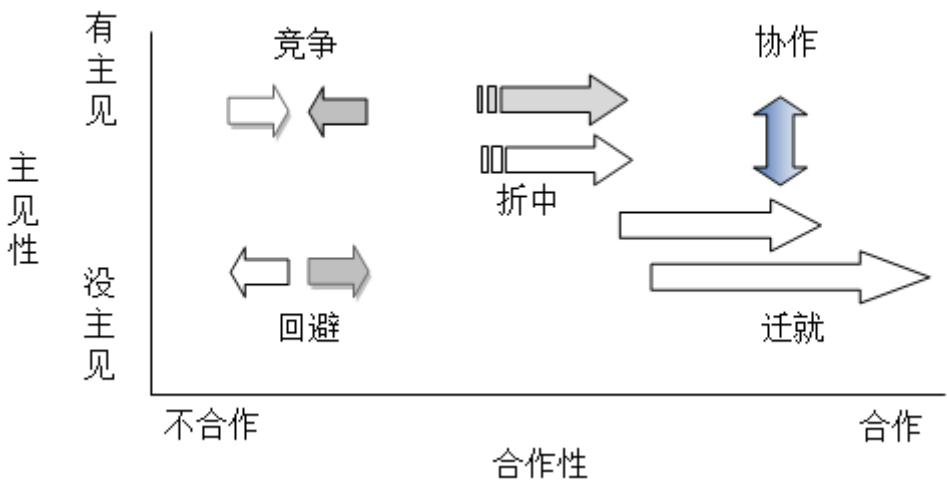 有主见
竞争
协作
主见性
折中
没主见
回避
迁就
不合作
合作
合作性